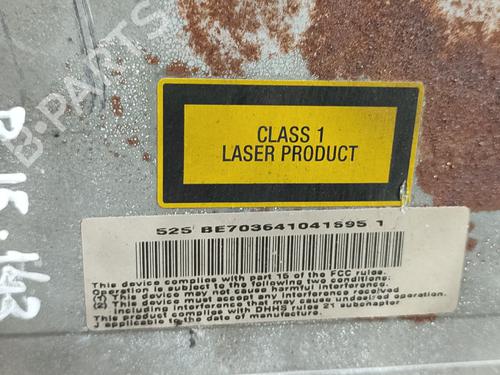 B-PARTS
CLASS 1
LASER PRODUCT
525 BE703641041595 1
This device complies with part 15 of the FCC rules.
Operation is subject to the following two conditions:
(1) This device may not cause harmful interference.
(2) This device must accept any interference received
including interference that may cause undesired operation.
This product complies with DHHS rules 21 subchapter
J applicable to the date of manufacture.